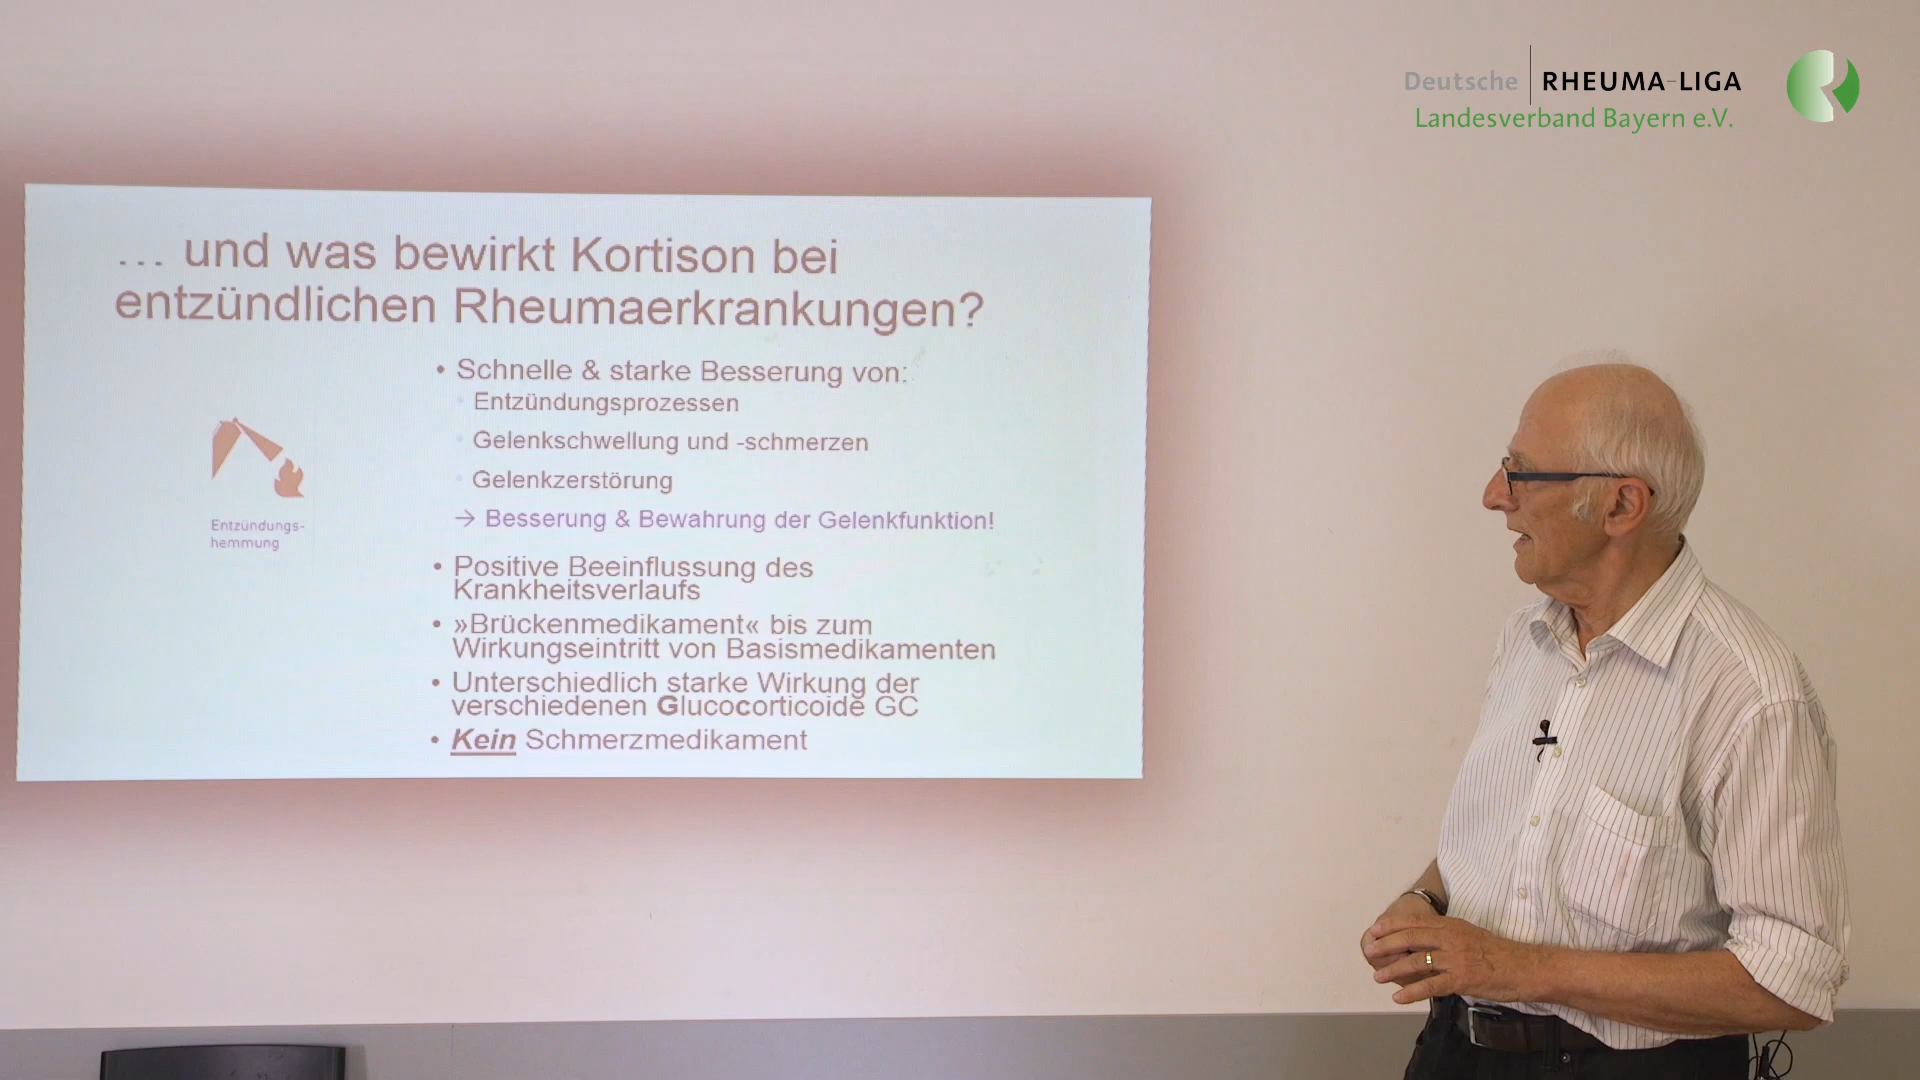 Deutsche RHEUMA-LIGA
Landesverband Bayern e.V.
… und was bewirkt Kortison bei
entzündlichen Rheumaerkrankungen?
• Schnelle & starke Besserung von:
• Entzündungsprozessen
• Gelenkschwellung und -schmerzen
• Gelenkzerstörung
→ Besserung & Bewahrung der Gelenkfunktion!
Entzündungs-
hemmung
• Positive Beeinflussung des
Krankheitsverlaufs
• »Brückenmedikament« bis zum
Wirkungseintritt von Basismedikamenten
• Unterschiedlich starke Wirkung der
verschiedenen Glucocorticoide GC
• Kein Schmerzmedikament